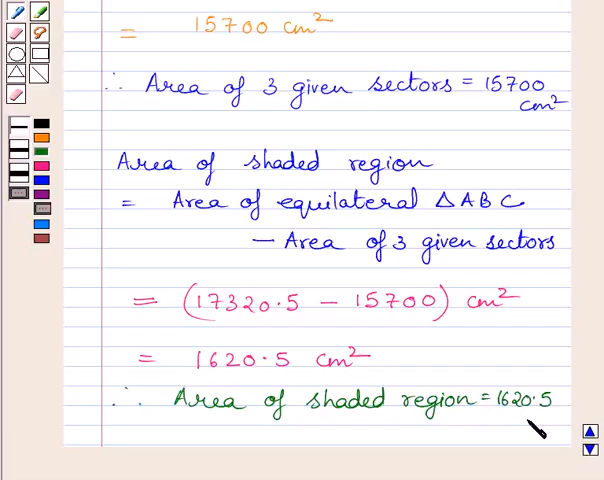 = 15700 cm²
∴ Area of 3 given sectors = 15700
cm²
Area of shaded region
= Area of equilateral △ABC
− Area of 3 given sectors
= (17320.5 − 15700) cm²
= 1620.5 cm²
∴ Area of shaded region = 1620.5